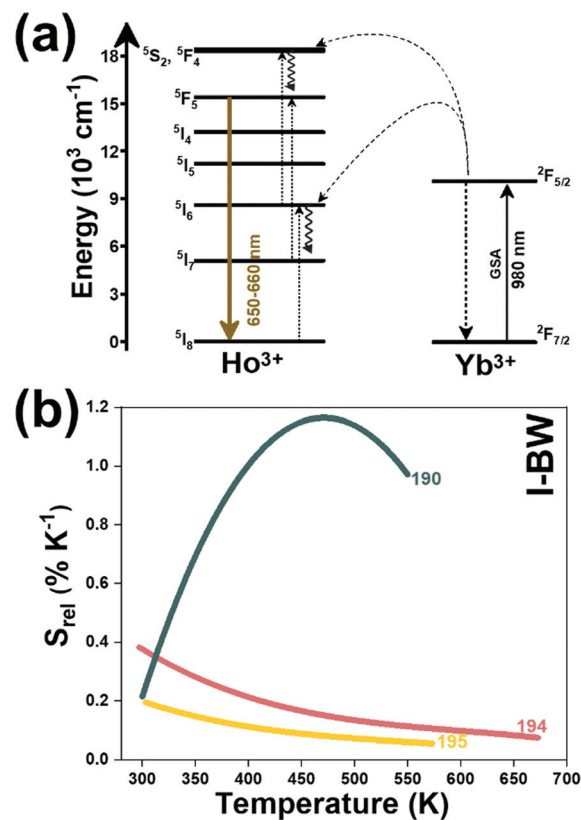 (a)
Energy (10³ cm⁻¹)
18
15
12
9
6
3
0
⁵S₂, ⁵F₄
⁵F₅
⁵I₄
⁵I₅
⁵I₆
⁵I₇
⁵I₈
650-660 nm
Ho³⁺
²F₅/₂
GSA
980 nm
²F₇/₂
Yb³⁺
(b)
I-BW
Sᵣₑₗ (% K⁻¹)
1.2
1.0
0.8
0.6
0.4
0.2
0.0
190
194
195
300 350 400 450 500 550 600 650 700
Temperature (K)